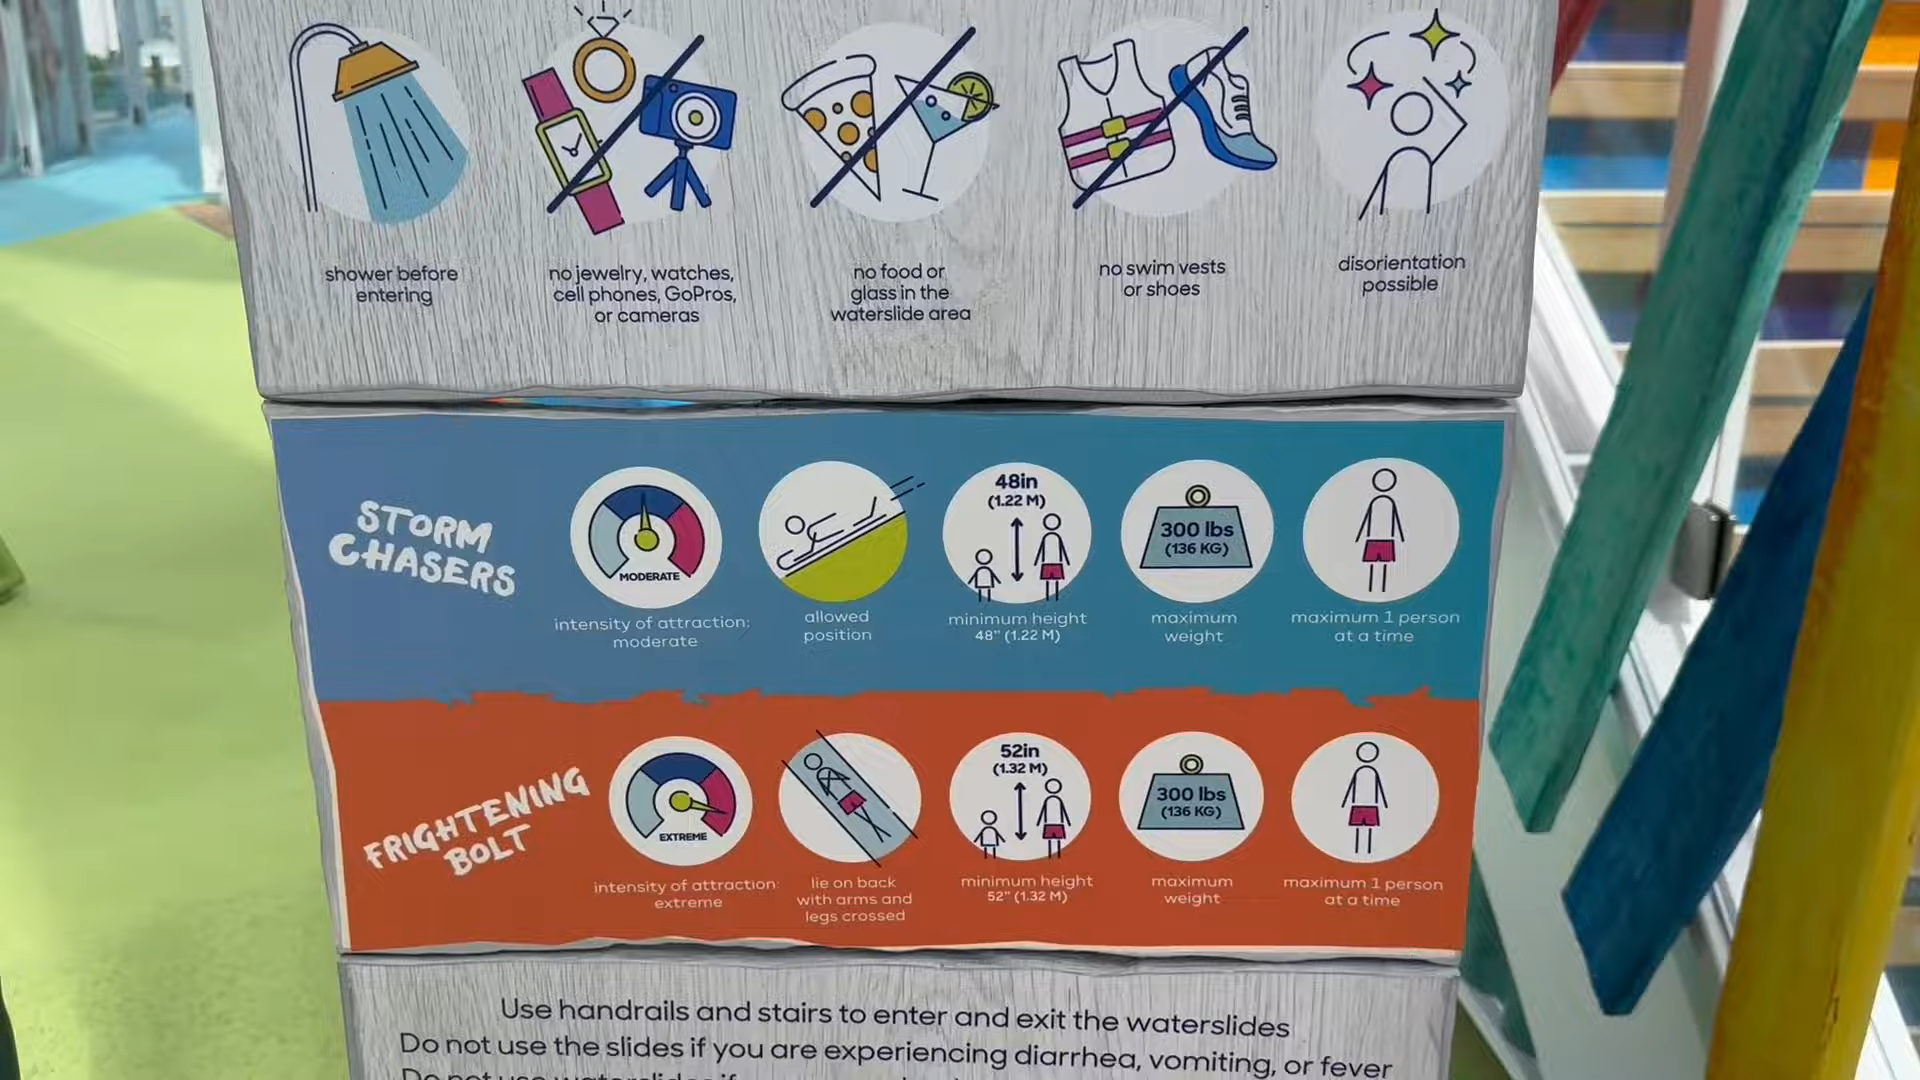 shower before
entering
no jewelry, watches,
cell phones, GoPros,
or cameras
no food or
glass in the
waterslide area
no swim vests
or shoes
disorientation
possible
STORM
CHASERS
MODERATE
intensity of attraction:
moderate
allowed
position
48in
(1.22 M)
minimum height
48" (1.22 M)
300 lbs
(136 KG)
maximum
weight
maximum 1 person
at a time
FRIGHTENING
BOLT
EXTREME
intensity of attraction:
extreme
lie on back
with arms and
legs crossed
52in
(1.32 M)
minimum height
52" (1.32 M)
300 lbs
(136 KG)
maximum
weight
maximum 1 person
at a time
Use handrails and stairs to enter and exit the waterslides
Do not use the slides if you are experiencing diarrhea, vomiting, or fever
Do not use waterslides if